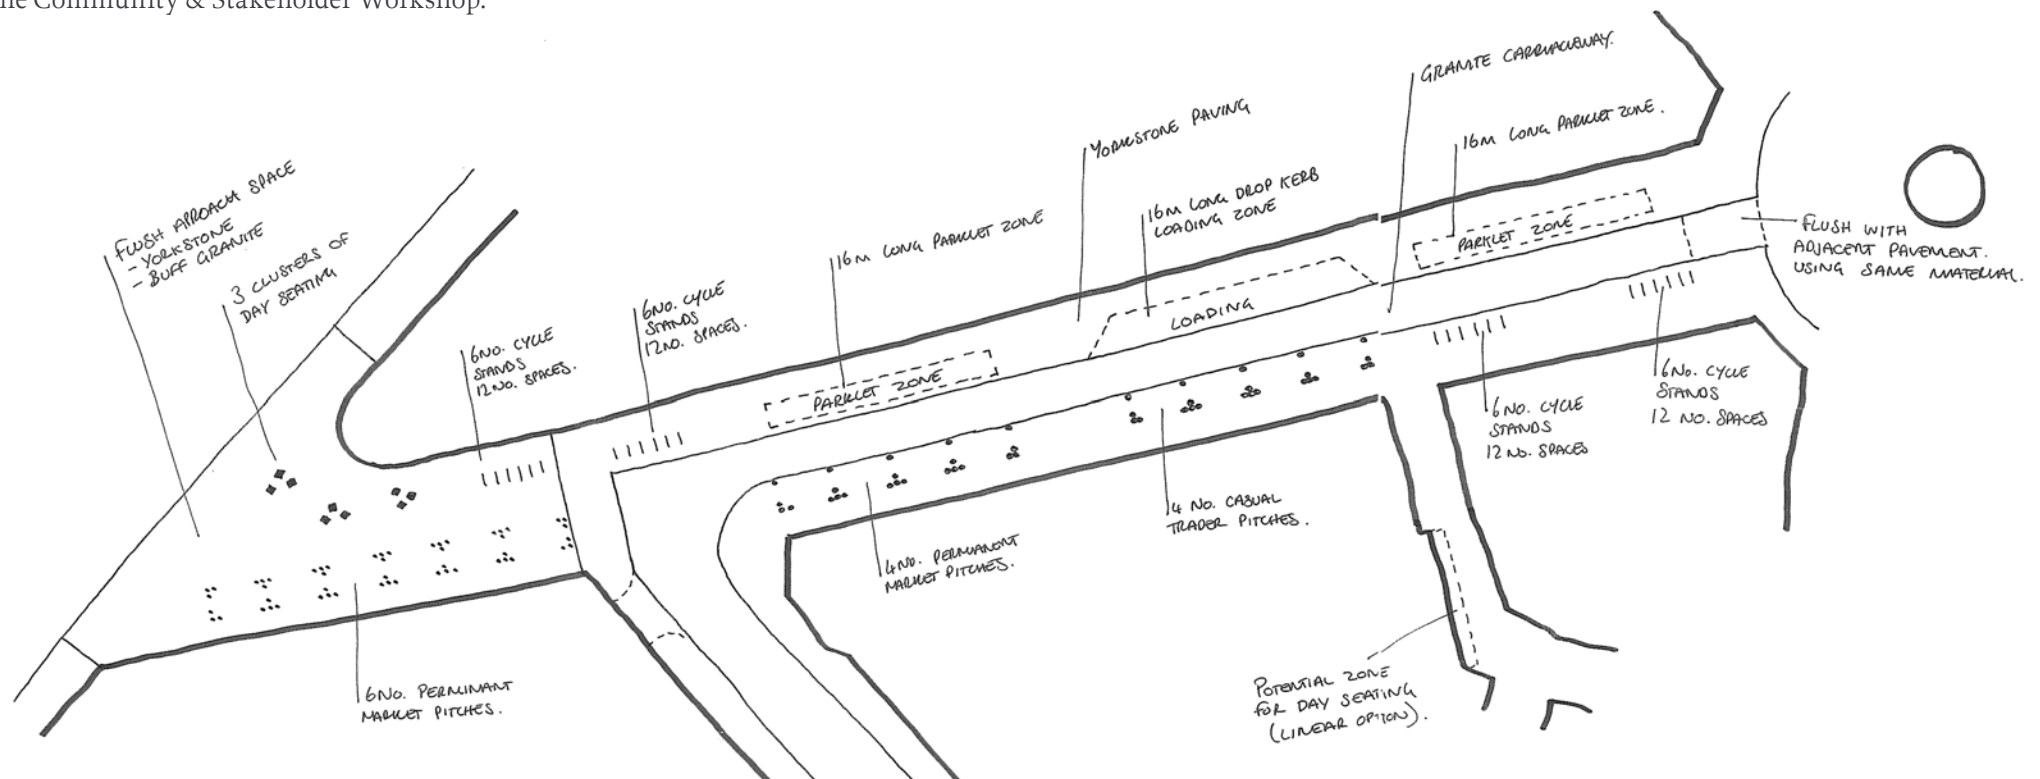 he Community & Stakeholder Workshop.
FLUSH APPROACH SPACE
- YORKSTONE
- BUFF GRANITE
3 CLUSTERS OF
DAY SEATING
6NO. CYCLE
STANDS
12NO. SPACES.
6NO. CYCLE
STANDS
12NO. SPACES.
16M LONG PARKLET ZONE
PARKLET ZONE
YORKSTONE PAVING
16M LONG DROP KERB
LOADING ZONE
LOADING
GRANITE CARRIAGEWAY.
16M LONG PARKLET ZONE.
PARKLET ZONE
FLUSH WITH
ADJACENT PAVEMENT.
USING SAME MATERIAL.
6NO. CYCLE
STANDS
12 NO. SPACES
6NO. CYCLE
STANDS
12 NO. SPACES
4 NO. CASUAL
TRADER PITCHES.
4NO. PERMANANT
MARKET PITCHES.
6NO. PERMINANT
MARKET PITCHES.
POTENTIAL ZONE
FOR DAY SEATING
(LINEAR OPTION).